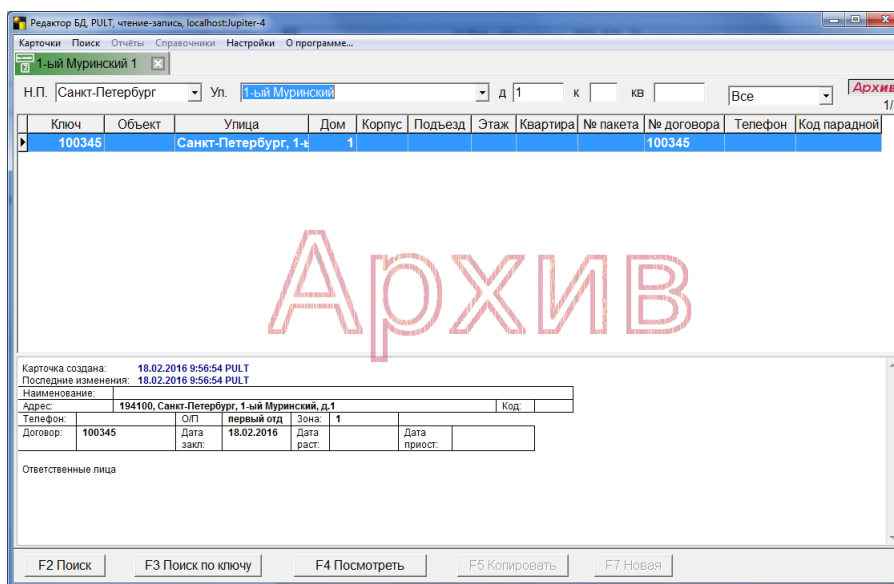 Редактор БД, PULT, чтение-запись, localhost:Jupiter-4
Карточки Поиск Отчёты Справочники Настройки О программе...
2 1-ый Муринский 1
Н.П. Санкт-Петербург Ул. 1-ый Муринский д 1 к кв Все Архив
1/
Ключ Объект Улица Дом Корпус Подъезд Этаж Квартира № пакета № договора Телефон Код парадной
100345 Санкт-Петербург, 1-ы 1 100345
Архив
Карточка создана: 18.02.2016 9:56:54 PULT
Последние изменения: 18.02.2016 9:56:54 PULT
Наименование:
Адрес: 194100, Санкт-Петербург, 1-ый Муринский, д.1 Код:
Телефон: О/П первый отд Зона: 1
Договор: 100345 Дата закл: 18.02.2016 Дата раст: Дата приост:
Ответственные лица
F2 Поиск F3 Поиск по ключу F4 Посмотреть F5 Копировать F7 Новая